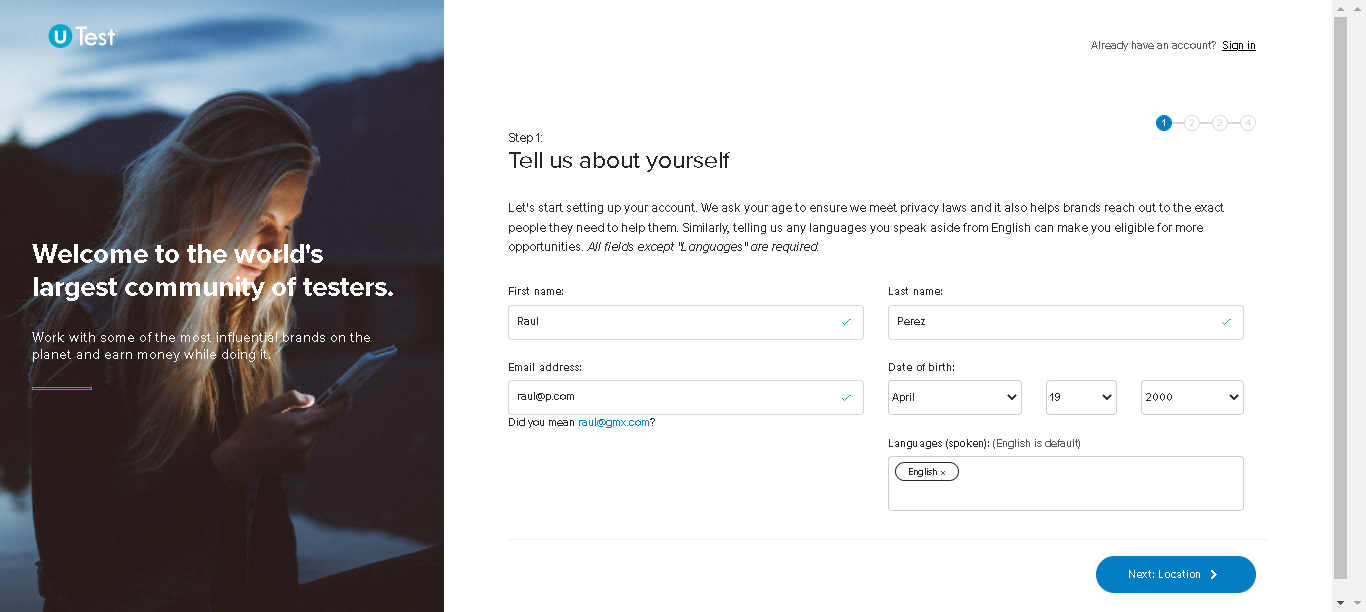 U Test
Already have an account? Sign in
1 2 3 4
Step 1:
Tell us about yourself
Let's start setting up your account. We ask your age to ensure we meet privacy laws and it also helps brands reach out to the exact
people they need to help them. Similarly, telling us any languages you speak aside from English can make you eligible for more
opportunities. All fields except "Languages" are required.
Welcome to the world's
largest community of testers.
Work with some of the most influential brands on the
planet and earn money while doing it.
First name:
Raul
Last name:
Perez
Email address:
raul@p.com
Did you mean raul@gmx.com?
Date of birth:
April 19 2000
Languages (spoken): (English is default)
English ×
Next: Location